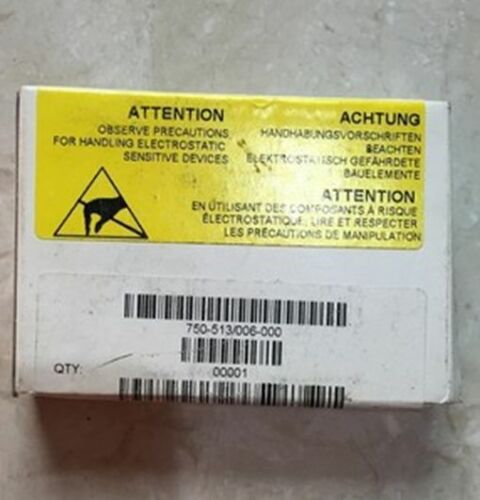 ATTENTION
OBSERVE PRECAUTIONS
FOR HANDLING ELECTROSTATIC
SENSITIVE DEVICES
ACHTUNG
HANDHABUNGSVORSCHRIFTEN
BEACHTEN
ELEKTROSTATISCH GEFÄHRDETE
BAUELEMENTE
ATTENTION
EN UTILISANT DES COMPOSANTS À RISQUE
ÉLECTROSTATIQUE, LIRE ET RESPECTER
LES PRÉCAUTIONS DE MANIPULATION
750-513/006-000
QTY:
00001